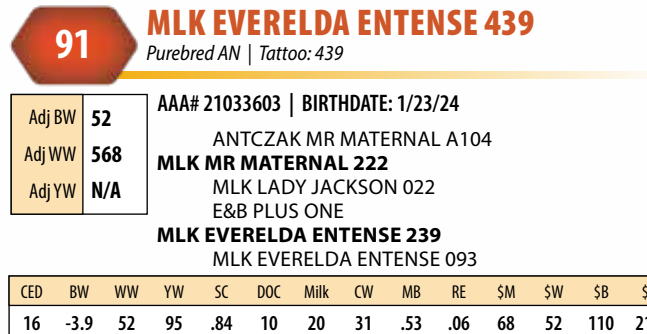 91
MLK EVERELDA ENTENSE 439
Purebred AN | Tattoo: 439
Adj BW 52
Adj WW 568
Adj YW N/A
AAA# 21033603 | BIRTHDATE: 1/23/24
ANTCZAK MR MATERNAL A104
MLK MR MATERNAL 222
MLK LADY JACKSON 022
E&B PLUS ONE
MLK EVERELDA ENTENSE 239
MLK EVERELDA ENTENSE 093
CED BW WW YW SC DOC Milk CW MB RE $M $W $B
16 -3.9 52 95 .84 10 20 31 .53 .06 68 52 110